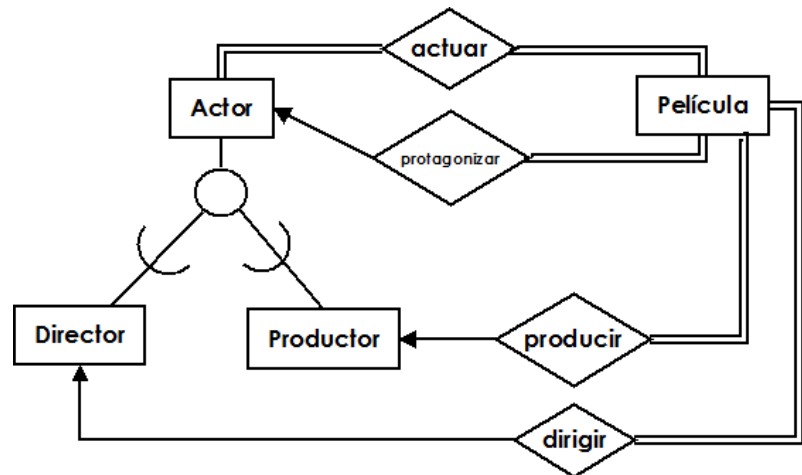 actuar
Actor
Película
protagonizar
Director
Productor
producir
dirigir